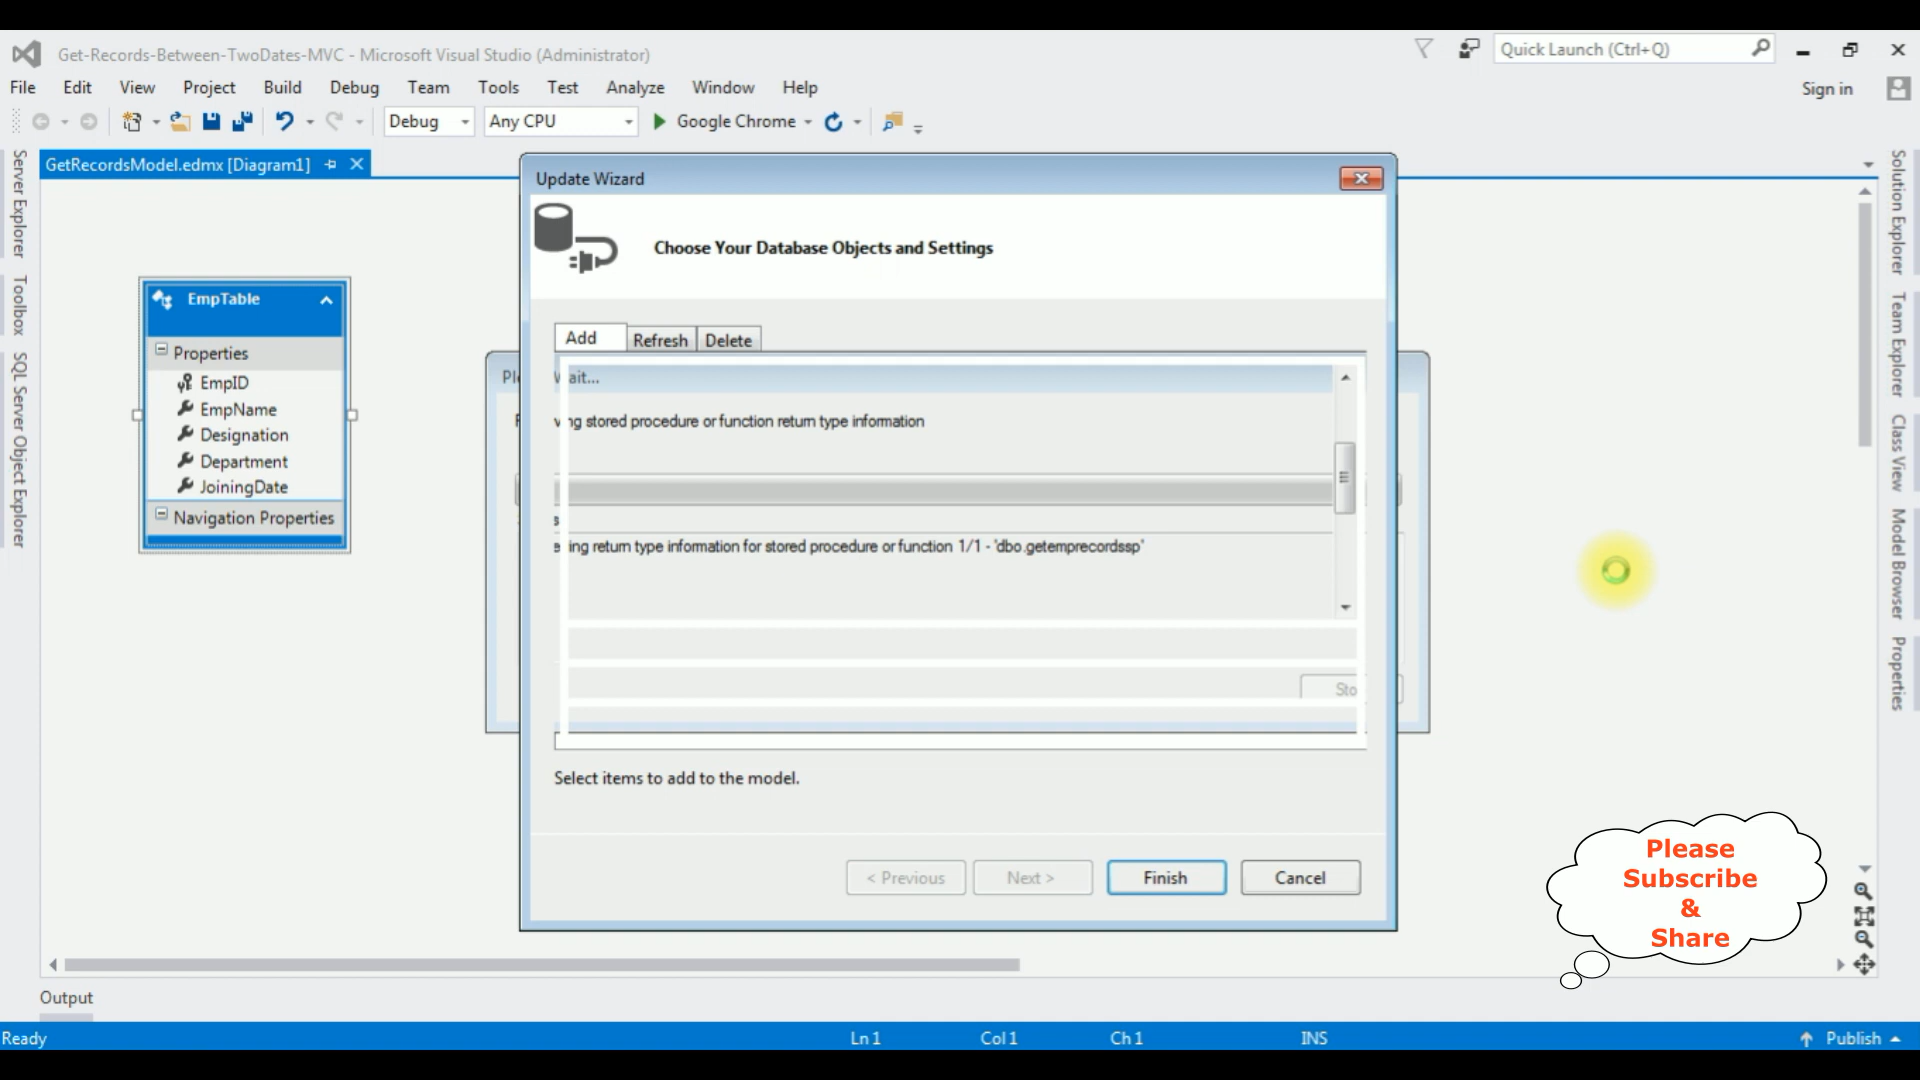 Get-Records-Between-TwoDates-MVC - Microsoft Visual Studio (Administrator)
Quick Launch (Ctrl+Q)
File Edit View Project Build Debug Team Tools Test Analyze Window Help
Sign in
Debug Any CPU Google Chrome
GetRecordsModel.edmx [Diagram1]
Server Explorer
Toolbox
SQL Server Object Explorer
EmpTable
Properties
EmpID
EmpName
Designation
Department
JoiningDate
Navigation Properties
Update Wizard
Choose Your Database Objects and Settings
Add Refresh Delete
ait...
ng stored procedure or function return type information
ing return type information for stored procedure or function 1/1 - 'dbo.getemprecordssp'
Sto
Select items to add to the model.
< Previous Next > Finish Cancel
Solution Explorer
Team Explorer
Class View
Model Browser
Properties
Please
Subscribe
&
Share
Output
Ready Ln 1 Col 1 Ch 1 INS Publish